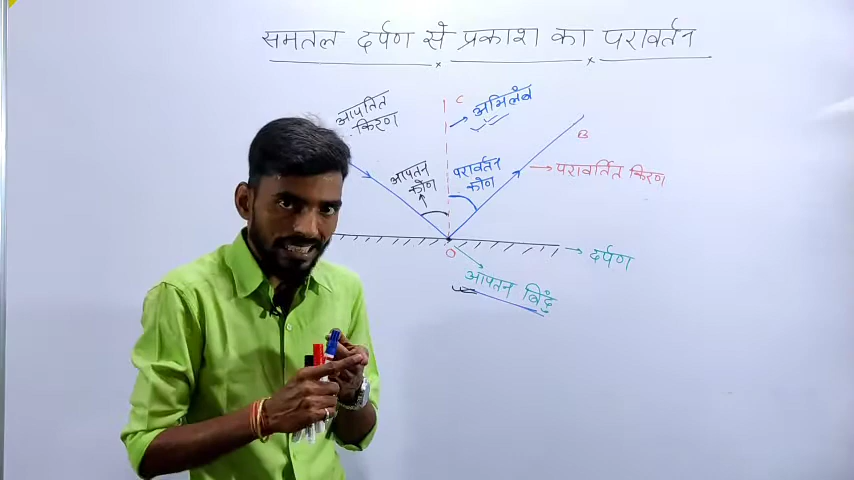 समतल दर्पण से प्रकाश का परावर्तन
आपतित
किरण
C
अभिलंब
B
आपतन
कोण
परावर्तन
कोण
परावर्तित किरण
O
दर्पण
आपतन बिंदु